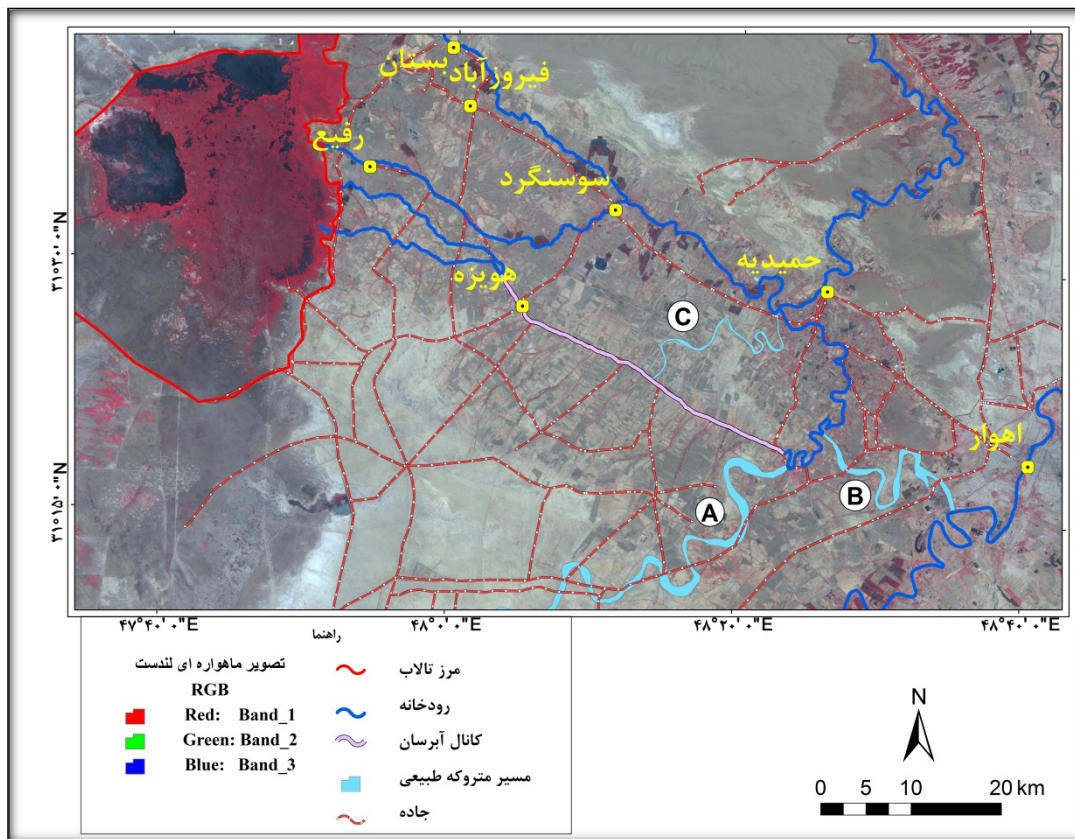 بستان
فیروزآباد
رفیع
سوسنگرد
حمیدیه
هویزه
C
اهواز
A
B
۳۱°۳۰'۰"N
۳۱°۱۵'۰"N
۴۷°۴۰'۰"E
۴۸°۰'۰"E
۴۸°۲۰'۰"E
۴۸°۴۰'۰"E
راهنما
مرز تالاب
رودخانه
کانال آبرسان
مسیر متروکه طبیعی
جاده
تصویر ماهواره ای لندست
RGB
Red: Band_1
Green: Band_2
Blue: Band_3
N
0 5 10 20 km